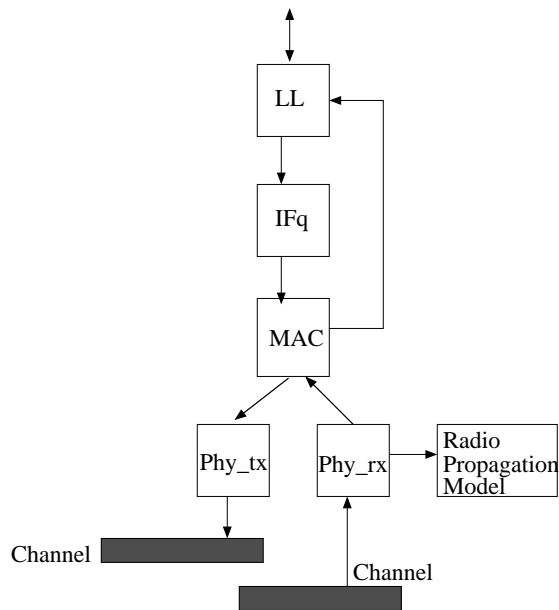 LL
IFq
MAC
Phy_tx
Phy_rx
Radio
Propagation
Model
Channel
Channel